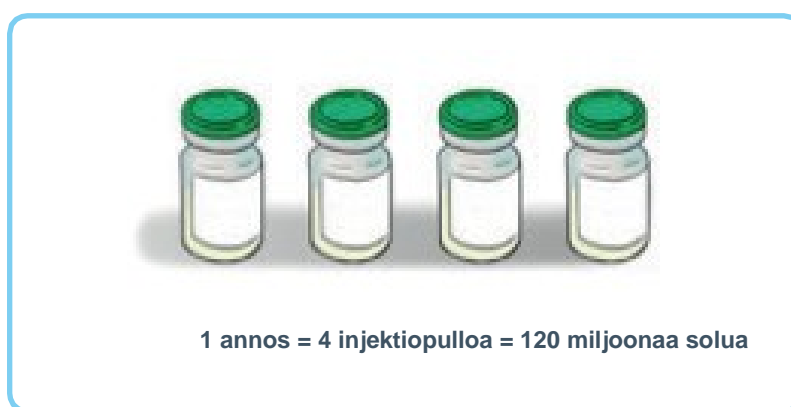 1 annos = 4 injektiopulloa = 120 miljoonaa solua